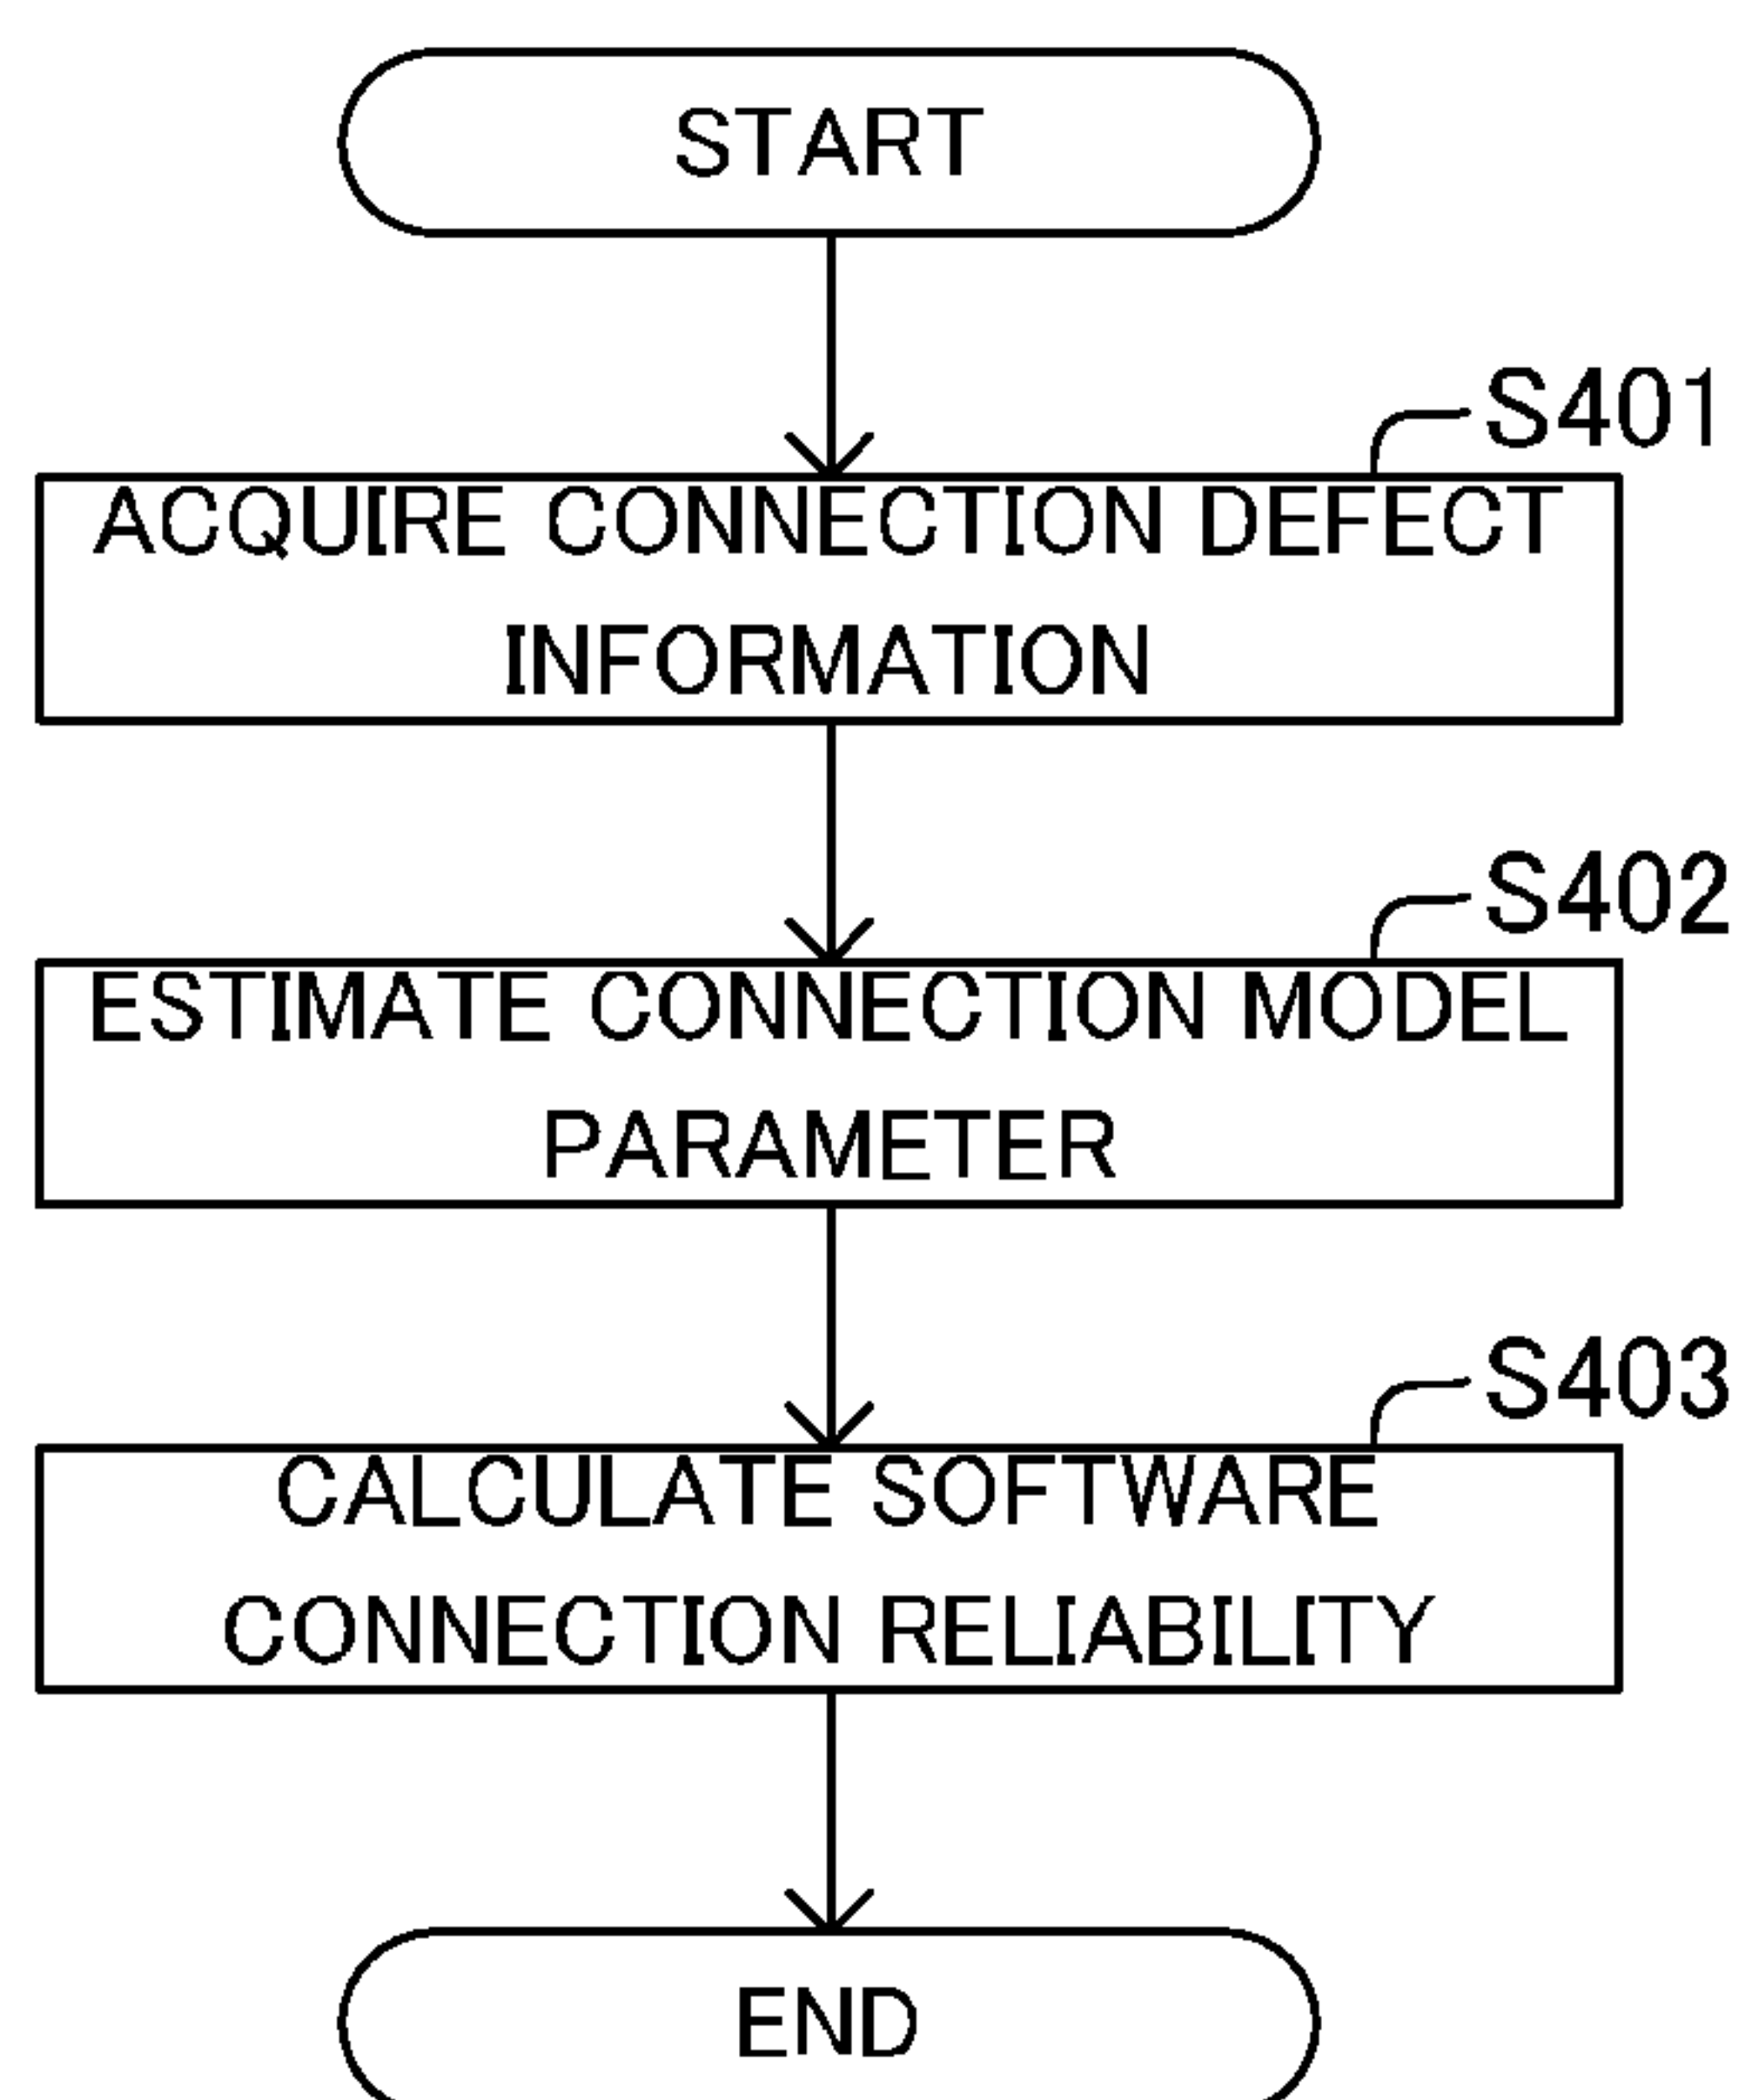 START
S401
ACQUIRE CONNECTION DEFECT
INFORMATION
S402
ESTIMATE CONNECTION MODEL
PARAMETER
S403
CALCULATE SOFTWARE
CONNECTION RELIABILITY
END